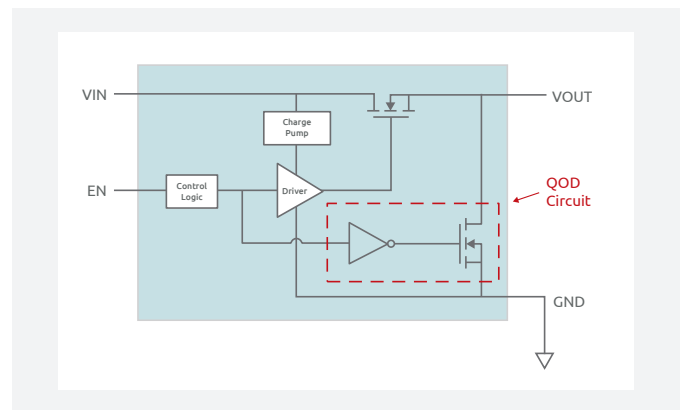 VIN
VOUT
Charge
Pump
EN
Control
Logic
Driver
QOD
Circuit
GND